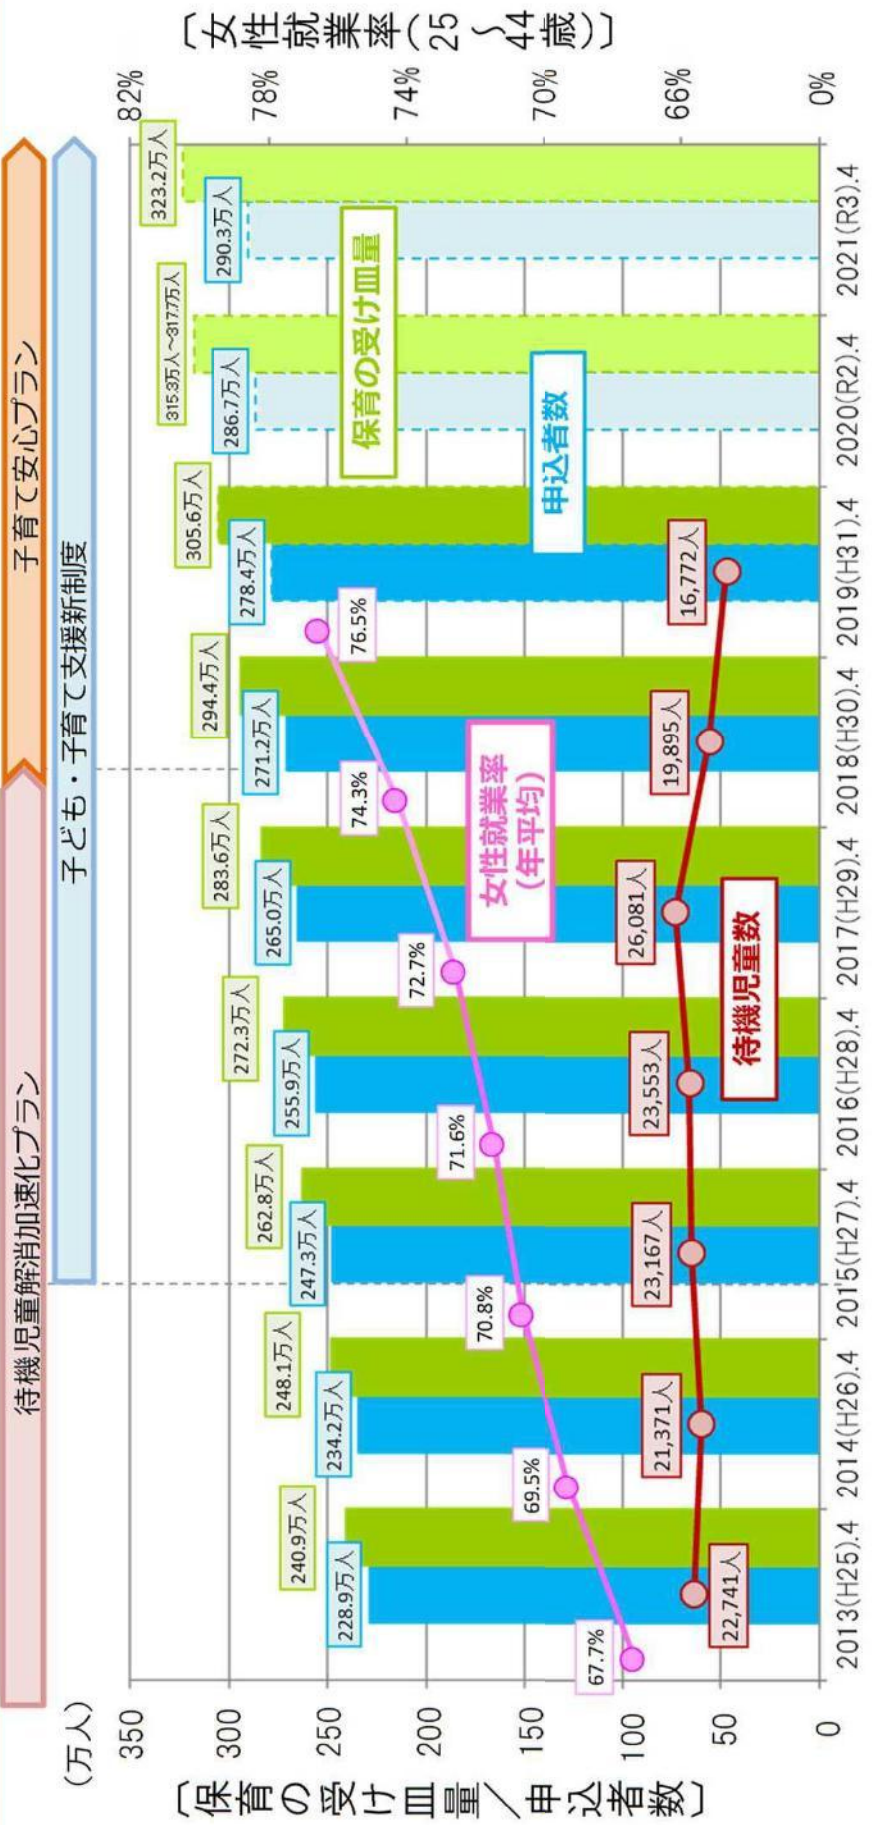 待機児童解消加速化プラン
子育て安心プラン
子ども・子育て支援新制度
(万人)
〔保育の受け皿量／申込者数〕
350
300
250
200
150
100
50
0
〔女性就業率(25～44歳)〕
82%
78%
74%
70%
66%
0%
240.9万人
228.9万人
248.1万人
234.2万人
262.8万人
247.3万人
272.3万人
255.9万人
283.6万人
265.0万人
294.4万人
271.2万人
305.6万人
278.4万人
315.3万人～317.7万人
286.7万人
323.2万人
290.3万人
保育の受け皿量
申込者数
67.7%
69.5%
70.8%
71.6%
72.7%
74.3%
76.5%
女性就業率
(年平均)
22,741人
21,371人
23,167人
23,553人
26,081人
19,895人
16,772人
待機児童数
2013(H25).4
2014(H26).4
2015(H27).4
2016(H28).4
2017(H29).4
2018(H30).4
2019(H31).4
2020(R2).4
2021(R3).4